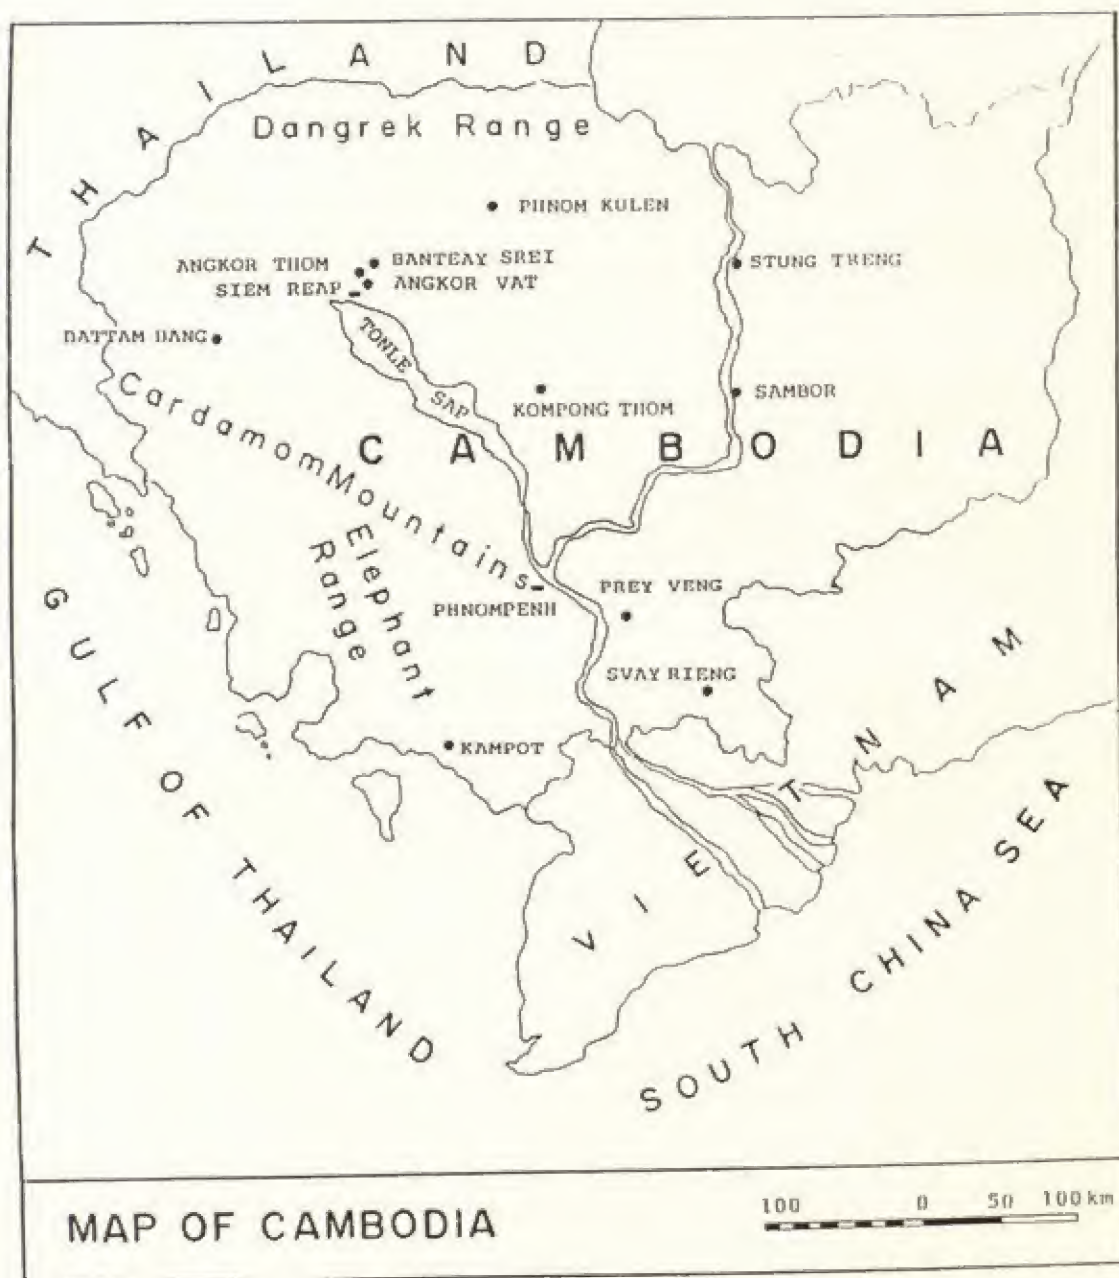 THAILAND
Dangrek Range
PHNOM KULEN
ANGKOR THOM
BANTEAY SREI
SIEM REAP
ANGKOR VAT
STUNG TRENG
BATTAM BANG
TONLE SAP
KOMPONG THOM
SAMBOR
Cardamom Mountains
CAMBODIA
Elephant
Range
PHNOMPENH
PREY VENG
SVAY RIENG
KAMPOT
GULF OF THAILAND
VIETNAM
SOUTH CHINA SEA
MAP OF CAMBODIA
100 0 50 100 km